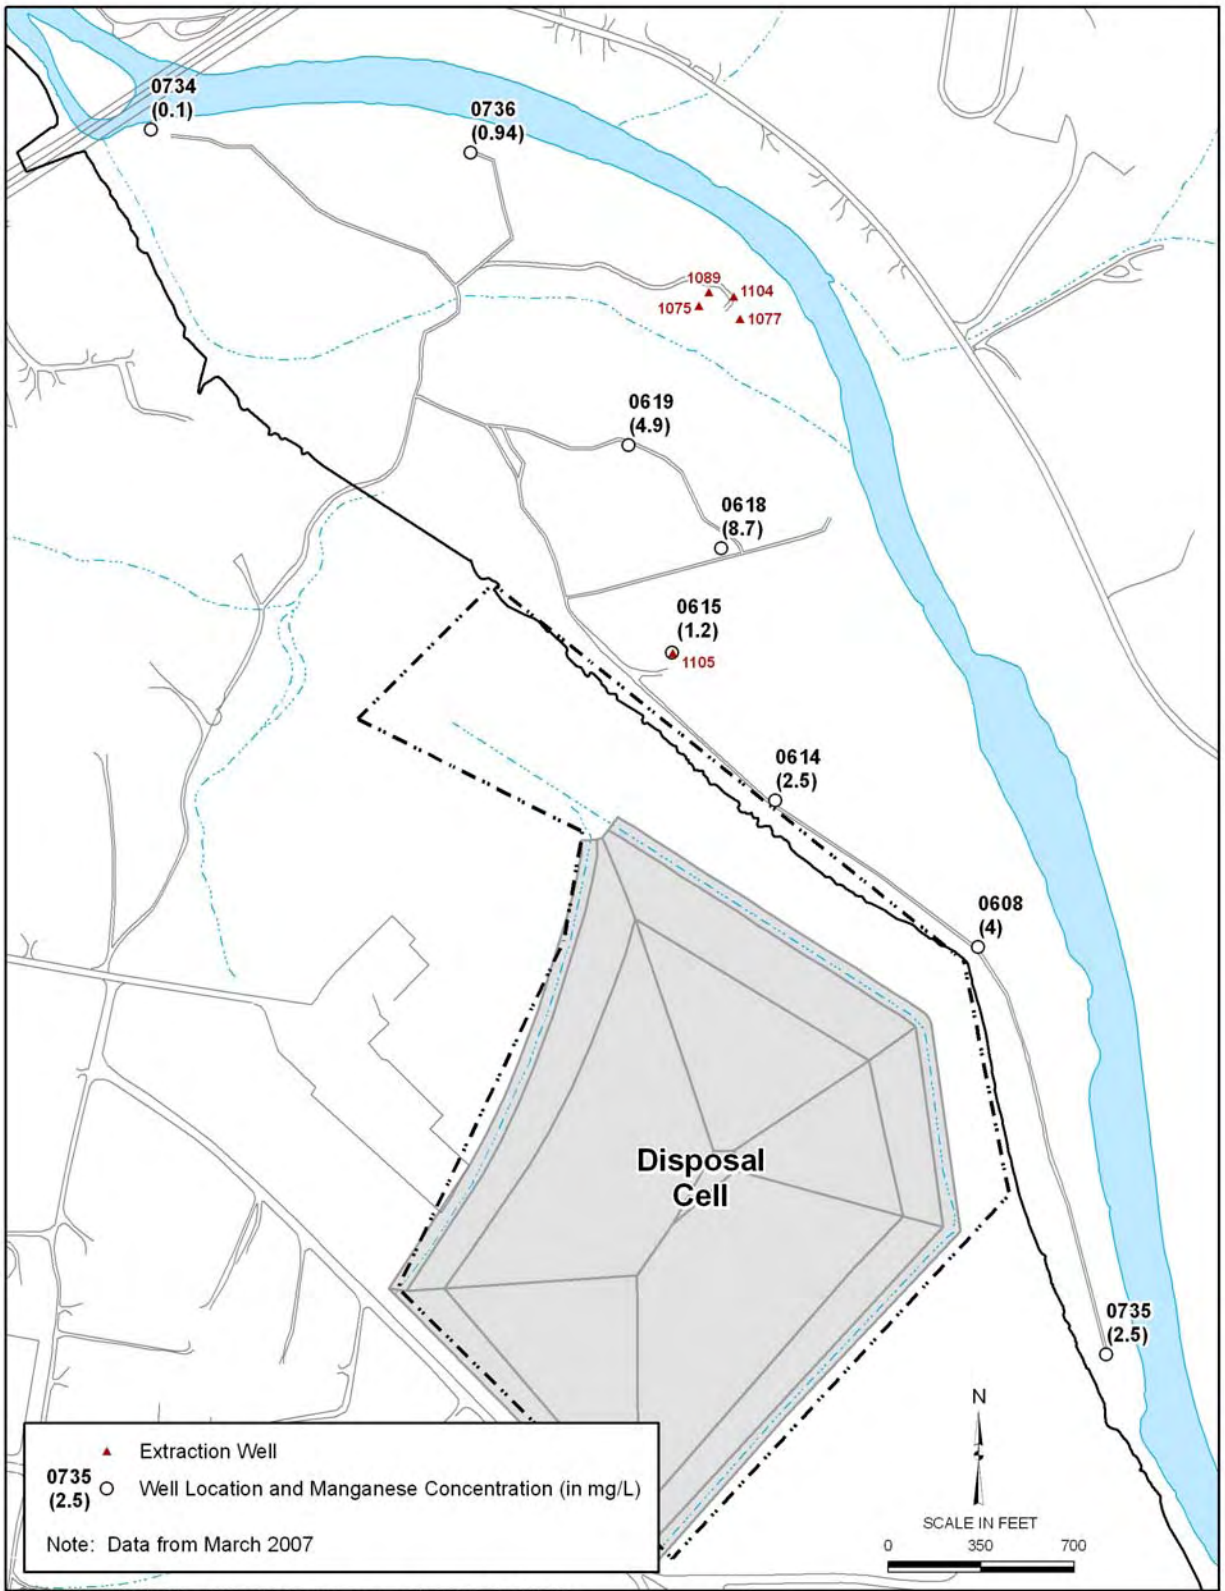 0734
(0.1)
0736
(0.94)
1089
1104
1075
1077
0619
(4.9)
0618
(8.7)
0615
(1.2)
1105
0614
(2.5)
0608
(4)
Disposal
Cell
0735
(2.5)
N
SCALE IN FEET
0 350 700
Extraction Well
0735
(2.5)
Well Location and Manganese Concentration (in mg/L)
Note: Data from March 2007